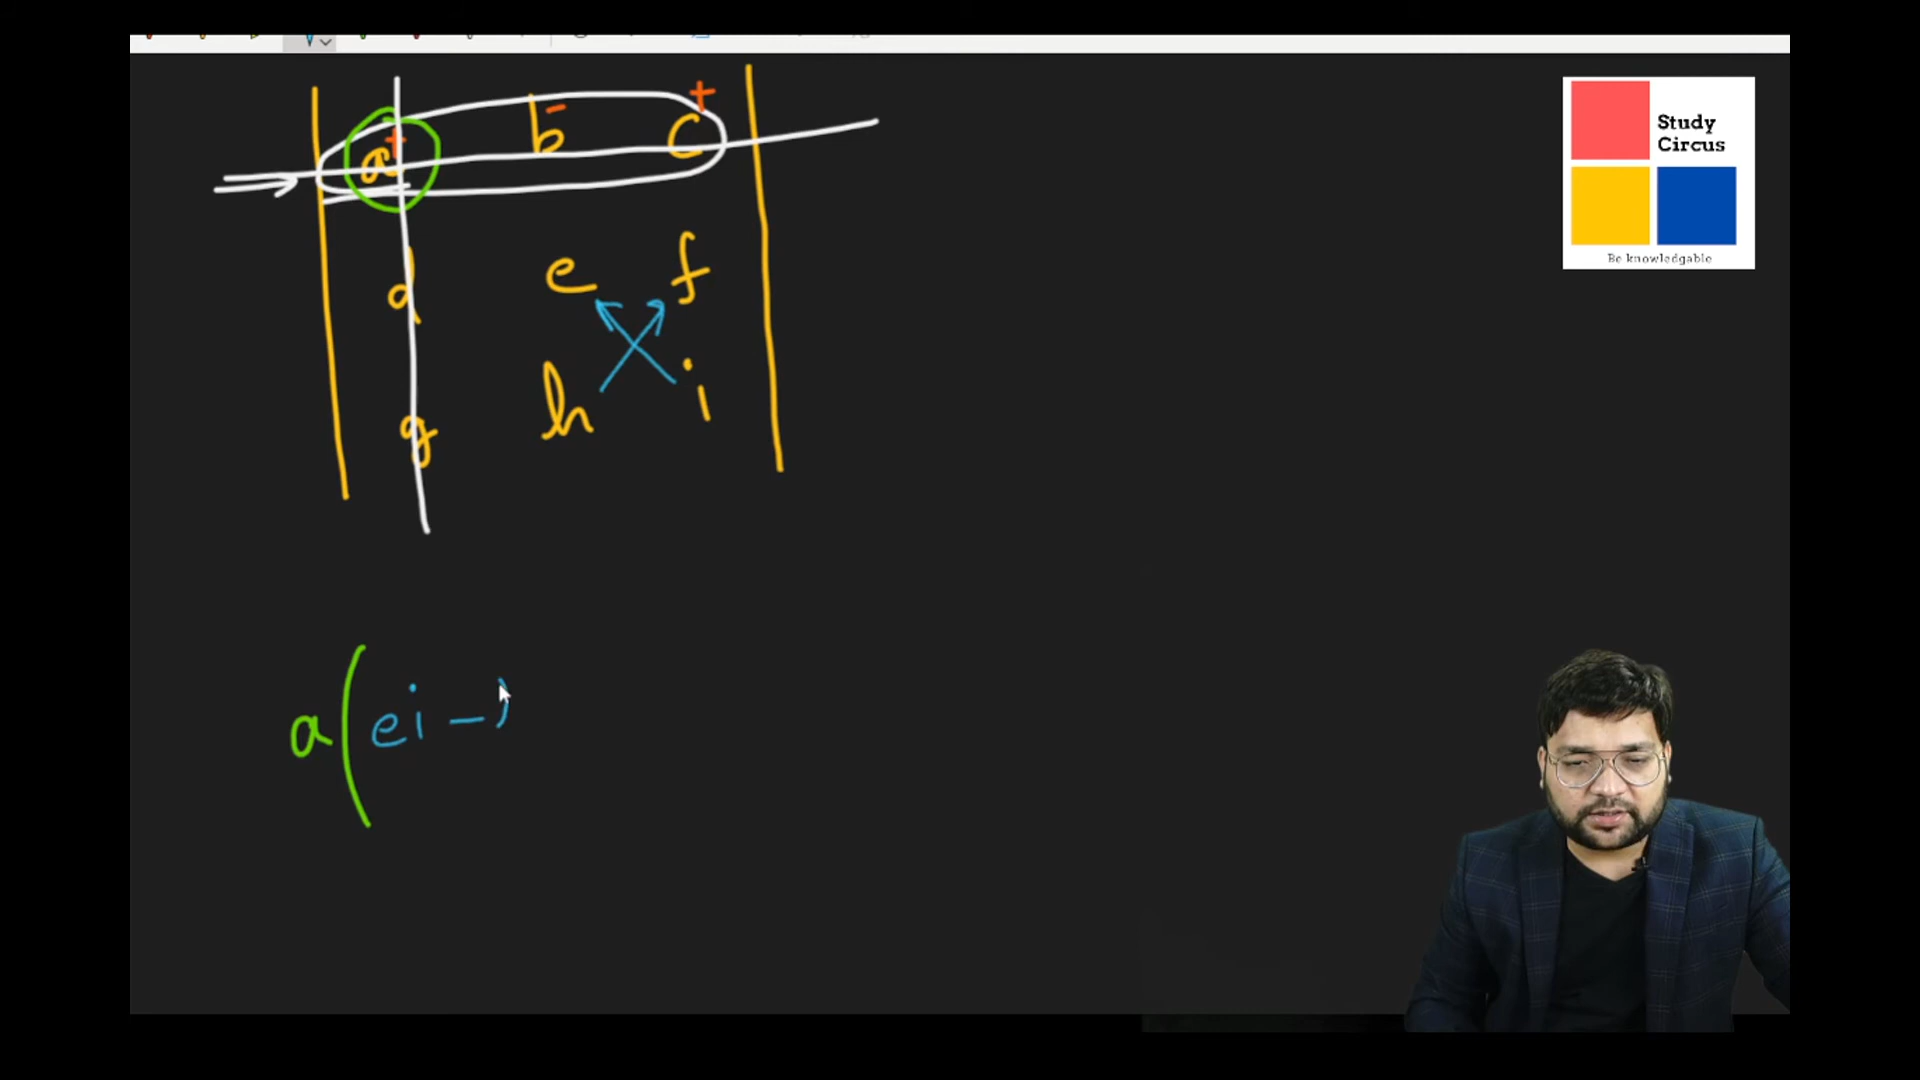 + - +
a b c
d e f
g h i
a( ei -
Study
Circus
Be knowledgable